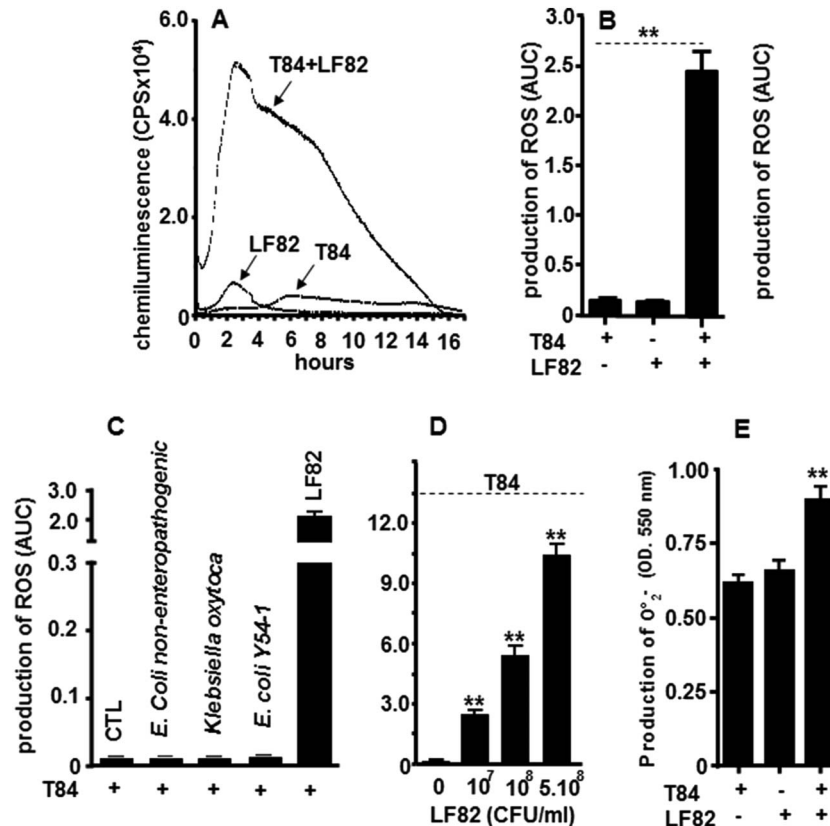 A
chemiluminescence (CPSx10⁴)
6.0
4.0
2.0
0
T84+LF82
LF82
T84
0 2 4 6 8 10 12 14 16
hours
B
production of ROS (AUC)
3.0
2.5
2.0
1.5
1.0
0.5
0
**
T84 + - +
LF82 - + +
production of ROS (AUC)
C
production of ROS (AUC)
3.0
2.0
0.3
0.2
0.1
0
CTL
E. Coli non-enteropathogenic
Klebsiella oxytoca
E. coli Y54-1
LF82
T84 + + + + +
D
T84
12.0
9.0
6.0
3.0
0
**
**
**
0 10⁷ 10⁸ 5.10⁸
LF82 (CFU/ml)
E
Production of O°₂- (OD. 550 nm)
1.00
0.75
0.50
0.25
0
**
T84 + - +
LF82 - + +